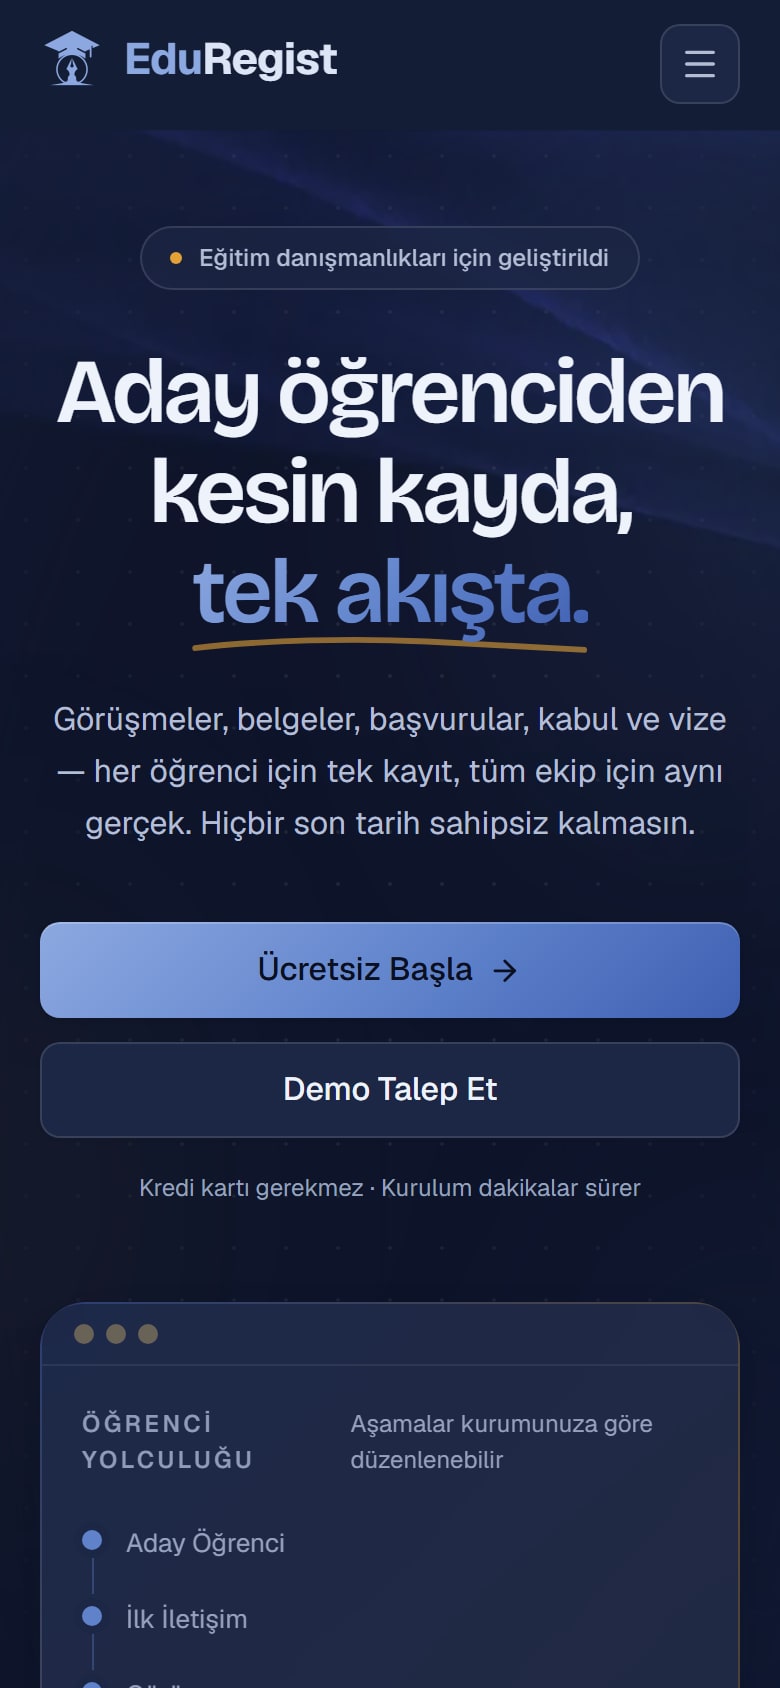 EduRegist
Eğitim danışmanlıkları için geliştirildi
Aday öğrenciden
kesin kayda,
tek akışta.
Görüşmeler, belgeler, başvurular, kabul ve vize
— her öğrenci için tek kayıt, tüm ekip için aynı
gerçek. Hiçbir son tarih sahipsiz kalmasın.
Ücretsiz Başla →
Demo Talep Et
Kredi kartı gerekmez · Kurulum dakikalar sürer
ÖĞRENCİ
YOLCULUĞU
Aşamalar kurumunuza göre
düzenlenebilir
Aday Öğrenci
İlk İletişim